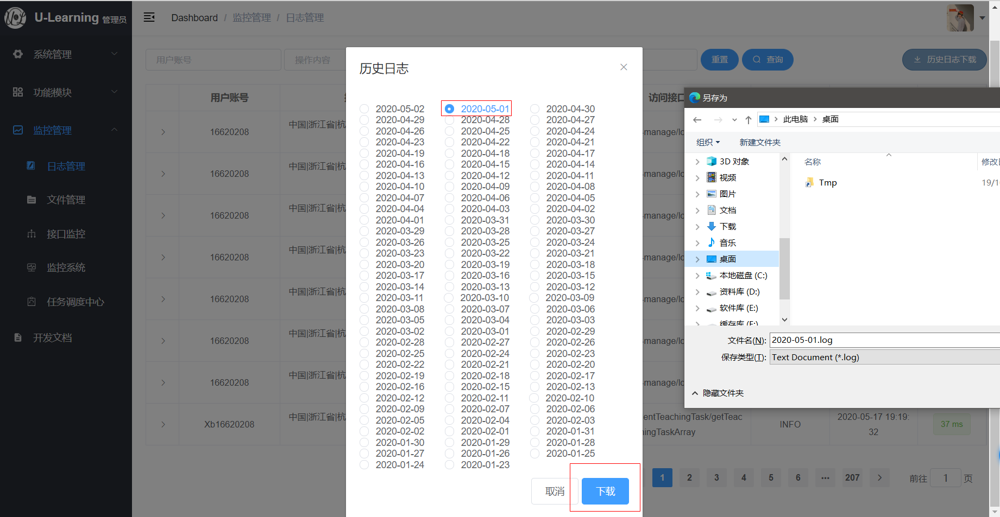 U-Learning 管理员
Dashboard / 监控管理 / 日志管理
系统管理
功能模块
监控管理
日志管理
文件管理
接口监控
监控系统
任务调度中心
开发文档
用户账号
操作内容
重置
查询
历史日志下载
用户账号
访问接口
16620208 中国|浙江省|杭 -manage/lo
16620208 中国|浙江省|杭 -manage/lo
16620208 中国|浙江省|杭 -manage/lo
16620208 中国|浙江省|杭 -manage/lo
16620208 中国|浙江省|杭 -manage/lo
16620208 中国|浙江省|杭 -manage/lo
16620208 中国|浙江省|杭 -manage/lo
Xb16620208 中国|浙江省|杭 entTeachingTask/getTeac INFO 2020-05-17 19:19: 37 ms
ingTaskArray 32
1 2 3 4 5 6 ••• 207 前往 1 页
历史日志
2020-05-02 2020-05-01 2020-04-30
2020-04-29 2020-04-28 2020-04-27
2020-04-26 2020-04-25 2020-04-24
2020-04-23 2020-04-22 2020-04-21
2020-04-19 2020-04-18 2020-04-17
2020-04-16 2020-04-15 2020-04-14
2020-04-13 2020-04-12 2020-04-11
2020-04-10 2020-04-09 2020-04-08
2020-04-07 2020-04-06 2020-04-05
2020-04-04 2020-04-03 2020-04-02
2020-04-01 2020-03-31 2020-03-30
2020-03-29 2020-03-28 2020-03-27
2020-03-26 2020-03-25 2020-03-24
2020-03-23 2020-03-22 2020-03-21
2020-03-20 2020-03-19 2020-03-18
2020-03-17 2020-03-16 2020-03-15
2020-03-14 2020-03-13 2020-03-12
2020-03-11 2020-03-10 2020-03-09
2020-03-08 2020-03-07 2020-03-06
2020-03-05 2020-03-04 2020-03-03
2020-03-02 2020-03-01 2020-02-29
2020-02-28 2020-02-27 2020-02-26
2020-02-25 2020-02-24 2020-02-23
2020-02-22 2020-02-21 2020-02-20
2020-02-19 2020-02-18 2020-02-17
2020-02-16 2020-02-15 2020-02-13
2020-02-12 2020-02-11 2020-02-10
2020-02-09 2020-02-07 2020-02-06
2020-02-05 2020-02-04 2020-02-03
2020-02-02 2020-02-01 2020-01-31
2020-01-30 2020-01-29 2020-01-28
2020-01-27 2020-01-26 2020-01-25
2020-01-24 2020-01-23
取消 下载
另存为
此电脑 > 桌面
组织 新建文件夹
3D 对象
视频
图片
文档
下载
音乐
桌面
本地磁盘 (C:)
资料库 (D:)
软件库 (E:)
缓存库 (F:)
名称 修改日
Tmp 19/1
文件名(N): 2020-05-01.log
保存类型(T): Text Document (*.log)
隐藏文件夹